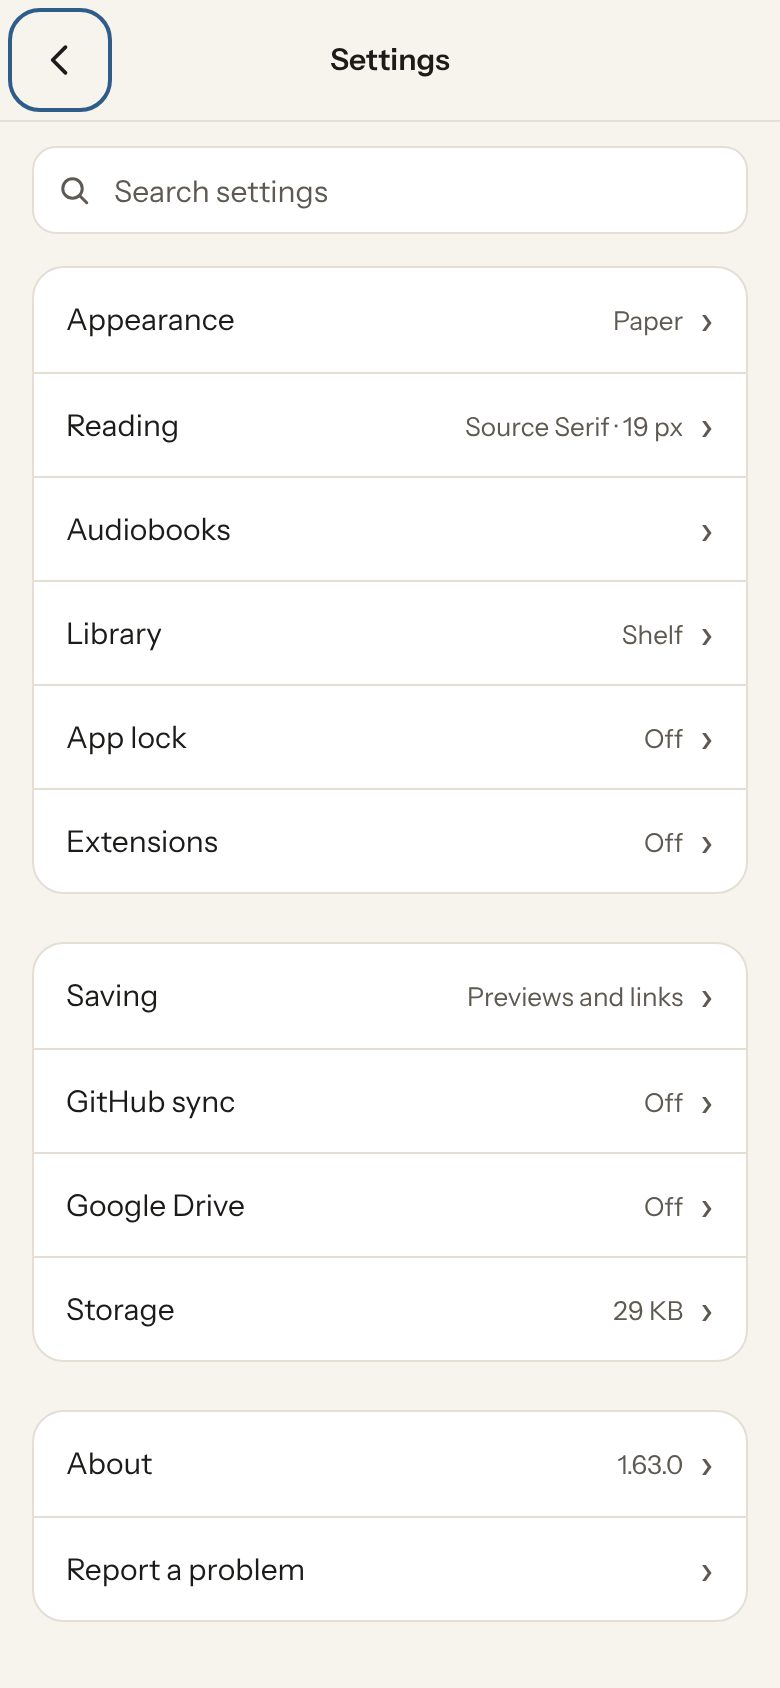 Settings
Search settings
Appearance Paper
Reading Source Serif · 19 px
Audiobooks
Library Shelf
App lock Off
Extensions Off
Saving Previews and links
GitHub sync Off
Google Drive Off
Storage 29 KB
About 1.63.0
Report a problem